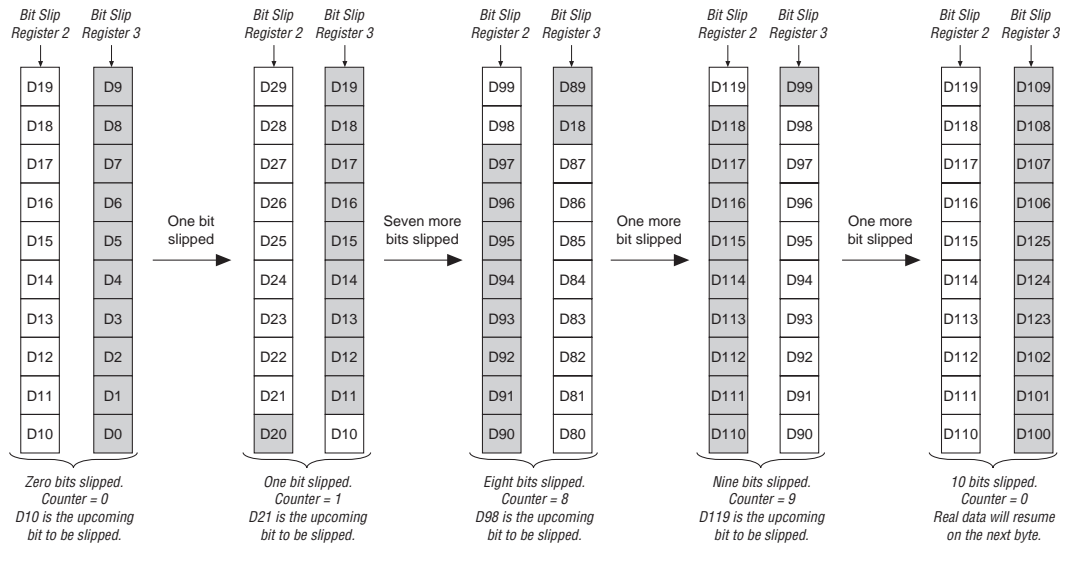 Bit Slip Bit Slip Bit Slip Bit Slip Bit Slip Bit Slip Bit Slip Bit Slip Bit Slip Bit Slip
Register 2 Register 3 Register 2 Register 3 Register 2 Register 3 Register 2 Register 3 Register 2 Register 3
D19 D9 D29 D19 D99 D89 D119 D99 D119 D109
D18 D8 D28 D18 D98 D18 D118 D98 D118 D108
D17 D7 D27 D17 D97 D87 D117 D97 D117 D107
D16 D6 D26 D16 D96 D86 D116 D96 D116 D106
One bit Seven more One more One more
slipped bits slipped bit slipped bit slipped
D15 D5 D25 D15 D95 D85 D115 D95 D115 D125
D14 D4 D24 D14 D94 D84 D114 D94 D114 D124
D13 D3 D23 D13 D93 D83 D113 D93 D113 D123
D12 D2 D22 D12 D92 D82 D112 D92 D112 D102
D11 D1 D21 D11 D91 D81 D111 D91 D111 D101
D10 D0 D20 D10 D90 D80 D110 D90 D110 D100
Zero bits slipped. One bit slipped. Eight bits slipped. Nine bits slipped. 10 bits slipped.
Counter = 0 Counter = 1 Counter = 8 Counter = 9 Counter = 0
D10 is the upcoming D21 is the upcoming D98 is the upcoming D119 is the upcoming Real data will resume
bit to be slipped. bit to be slipped. bit to be slipped. bit to be slipped. on the next byte.